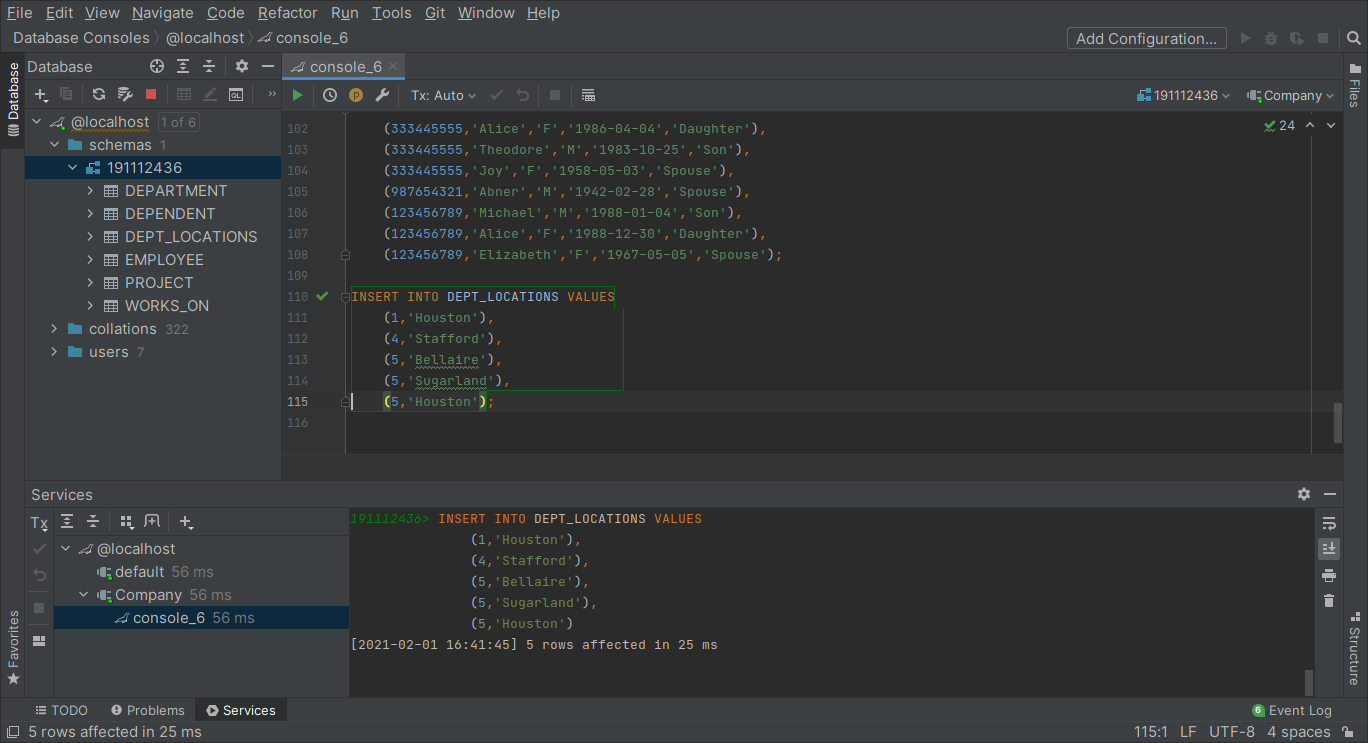 File Edit View Navigate Code Refactor Run Tools Git Window Help
Database Consoles @localhost console_6 Add Configuration...
Database
console_6
Tx: Auto 191112436 Company
@localhost 1 of 6
schemas 1
191112436
DEPARTMENT
DEPENDENT
DEPT_LOCATIONS
EMPLOYEE
PROJECT
WORKS_ON
collations 322
users 7
24
102 (333445555,'Alice','F','1986-04-04','Daughter'),
103 (333445555,'Theodore','M','1983-10-25','Son'),
104 (333445555,'Joy','F','1958-05-03','Spouse'),
105 (987654321,'Abner','M','1942-02-28','Spouse'),
106 (123456789,'Michael','M','1988-01-04','Son'),
107 (123456789,'Alice','F','1988-12-30','Daughter'),
108 (123456789,'Elizabeth','F','1967-05-05','Spouse');
109
110 INSERT INTO DEPT_LOCATIONS VALUES
111 (1,'Houston'),
112 (4,'Stafford'),
113 (5,'Bellaire'),
114 (5,'Sugarland'),
115 (5,'Houston');
116
Database
Files
Services
Tx
@localhost
default 56 ms
Company 56 ms
console_6 56 ms
191112436> INSERT INTO DEPT_LOCATIONS VALUES
(1,'Houston'),
(4,'Stafford'),
(5,'Bellaire'),
(5,'Sugarland'),
(5,'Houston')
[2021-02-01 16:41:45] 5 rows affected in 25 ms
Favorites
Structure
TODO Problems Services 6 Event Log
5 rows affected in 25 ms 115:1 LF UTF-8 4 spaces